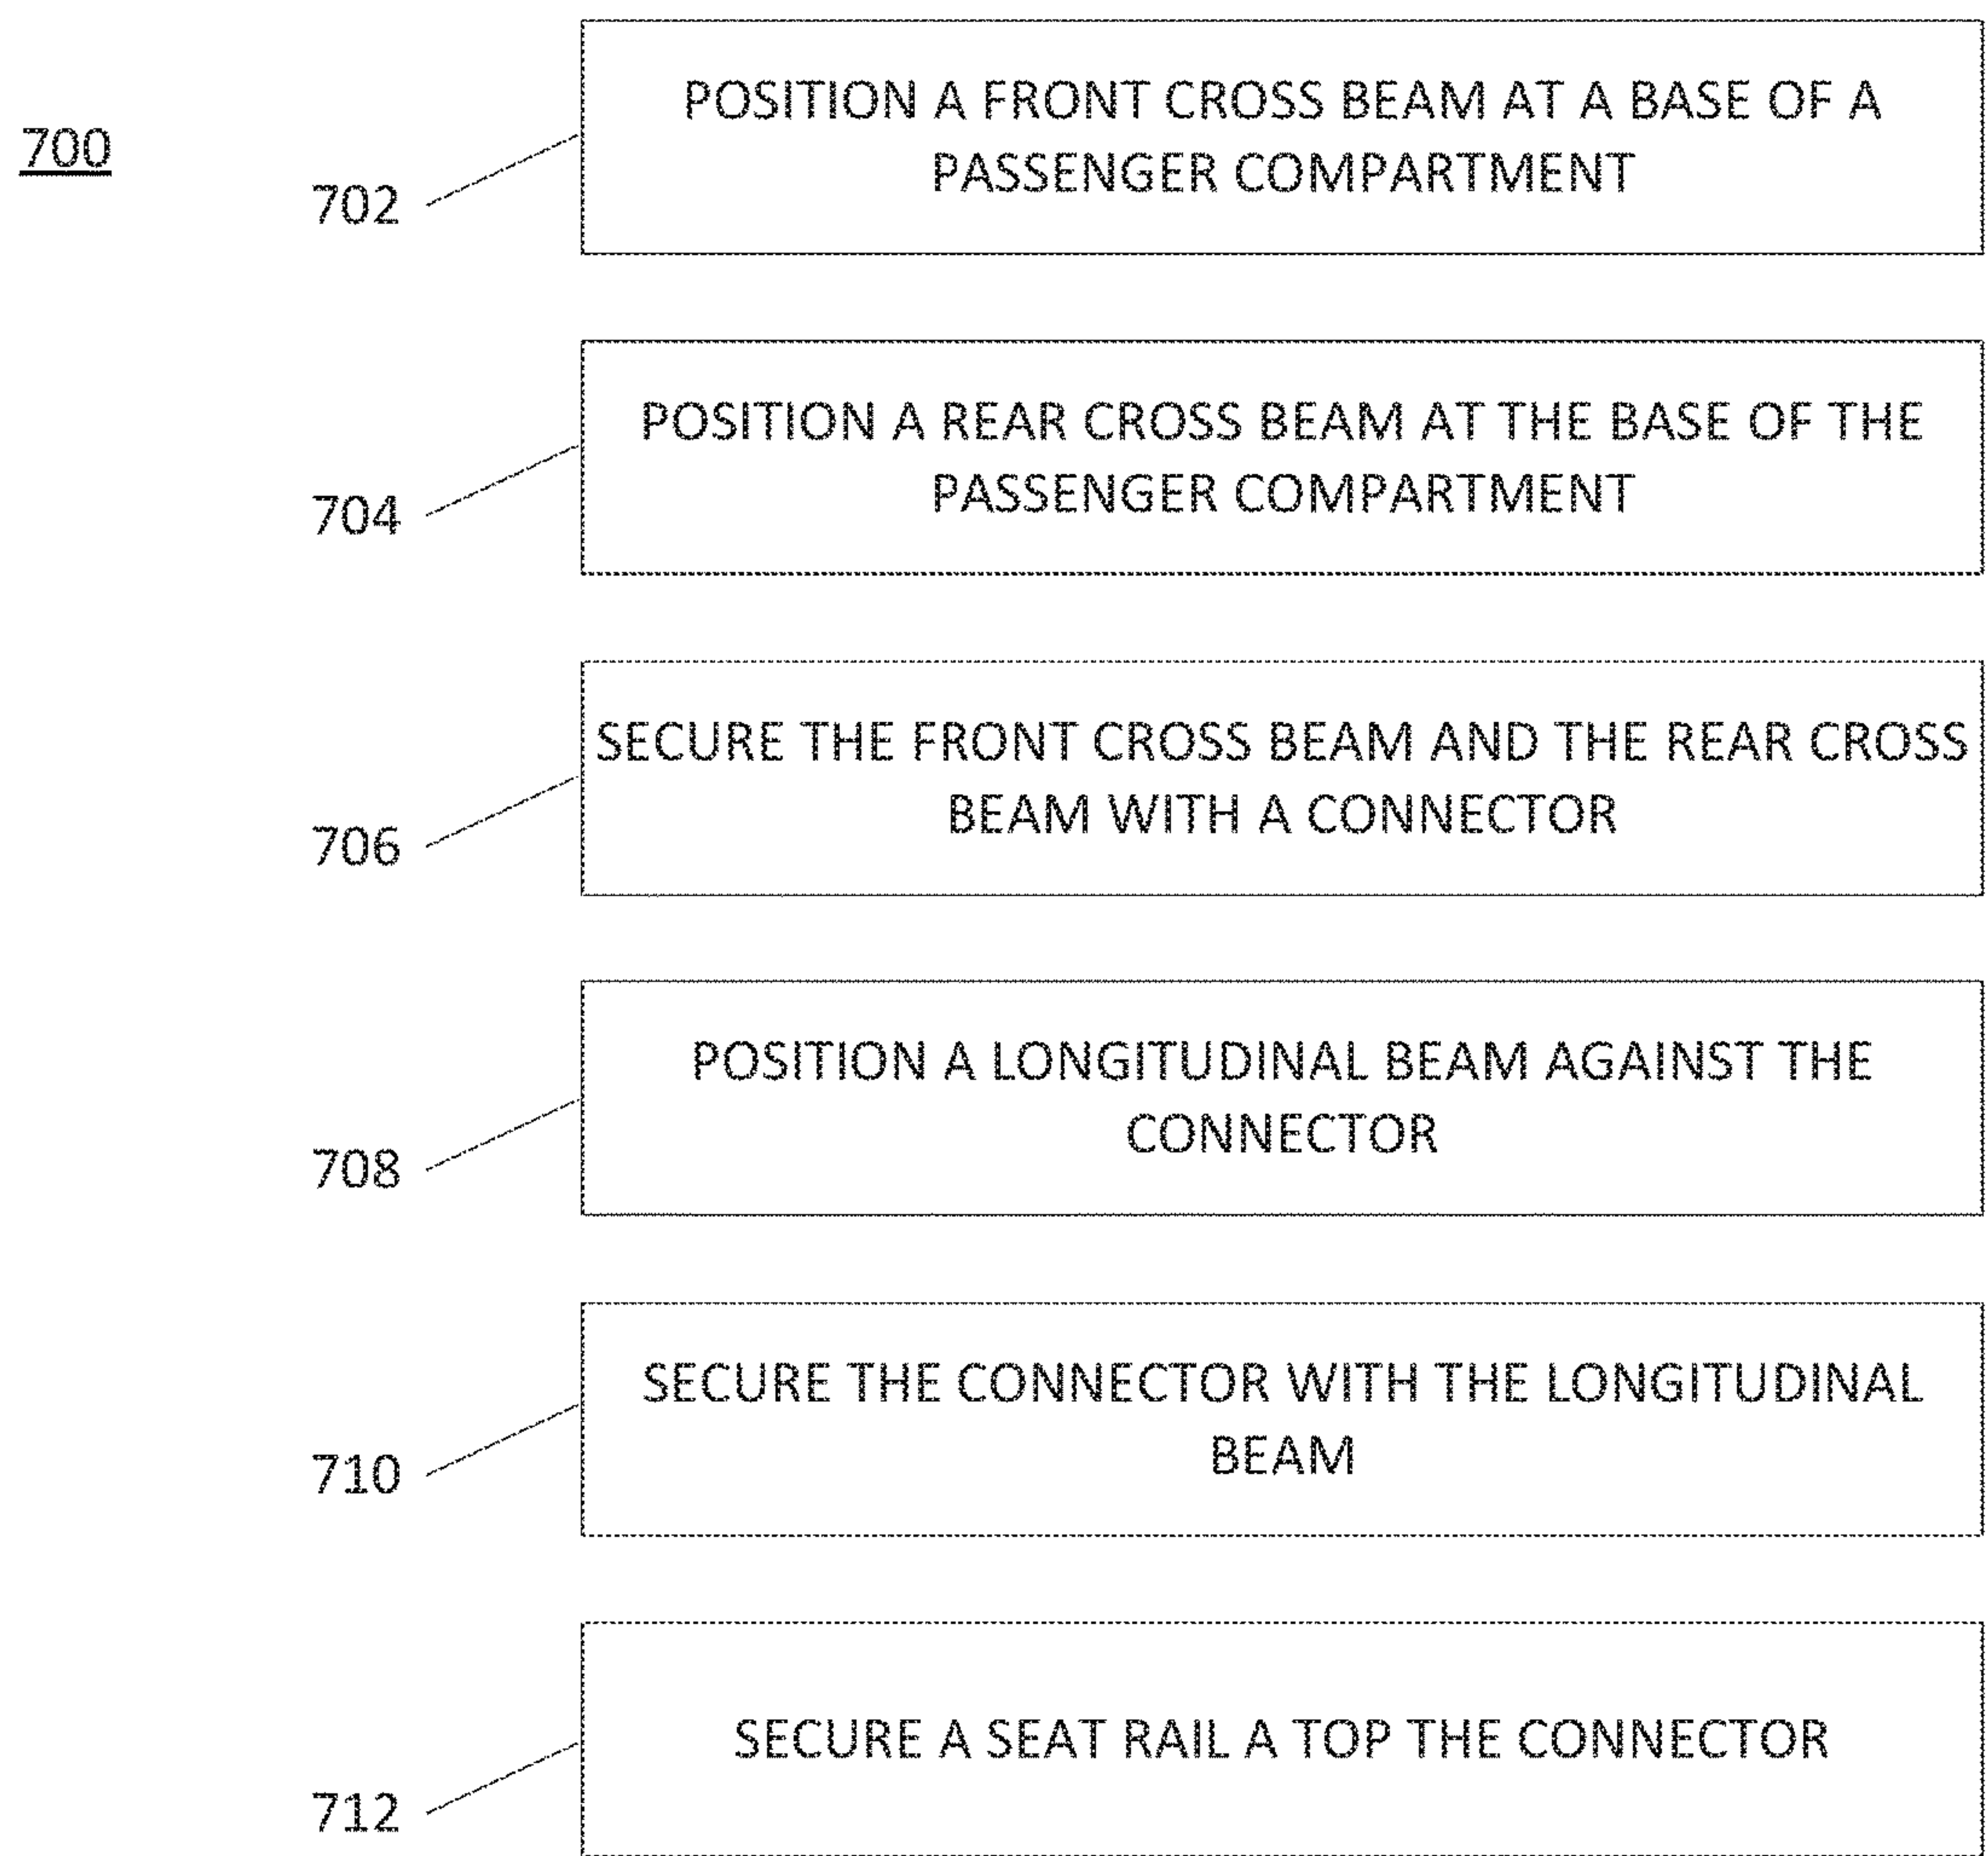 700
702
POSITION A FRONT CROSS BEAM AT A BASE OF A
PASSENGER COMPARTMENT
704
POSITION A REAR CROSS BEAM AT THE BASE OF THE
PASSENGER COMPARTMENT
706
SECURE THE FRONT CROSS BEAM AND THE REAR CROSS
BEAM WITH A CONNECTOR
708
POSITION A LONGITUDINAL BEAM AGAINST THE
CONNECTOR
710
SECURE THE CONNECTOR WITH THE LONGITUDINAL
BEAM
712
SECURE A SEAT RAIL A TOP THE CONNECTOR